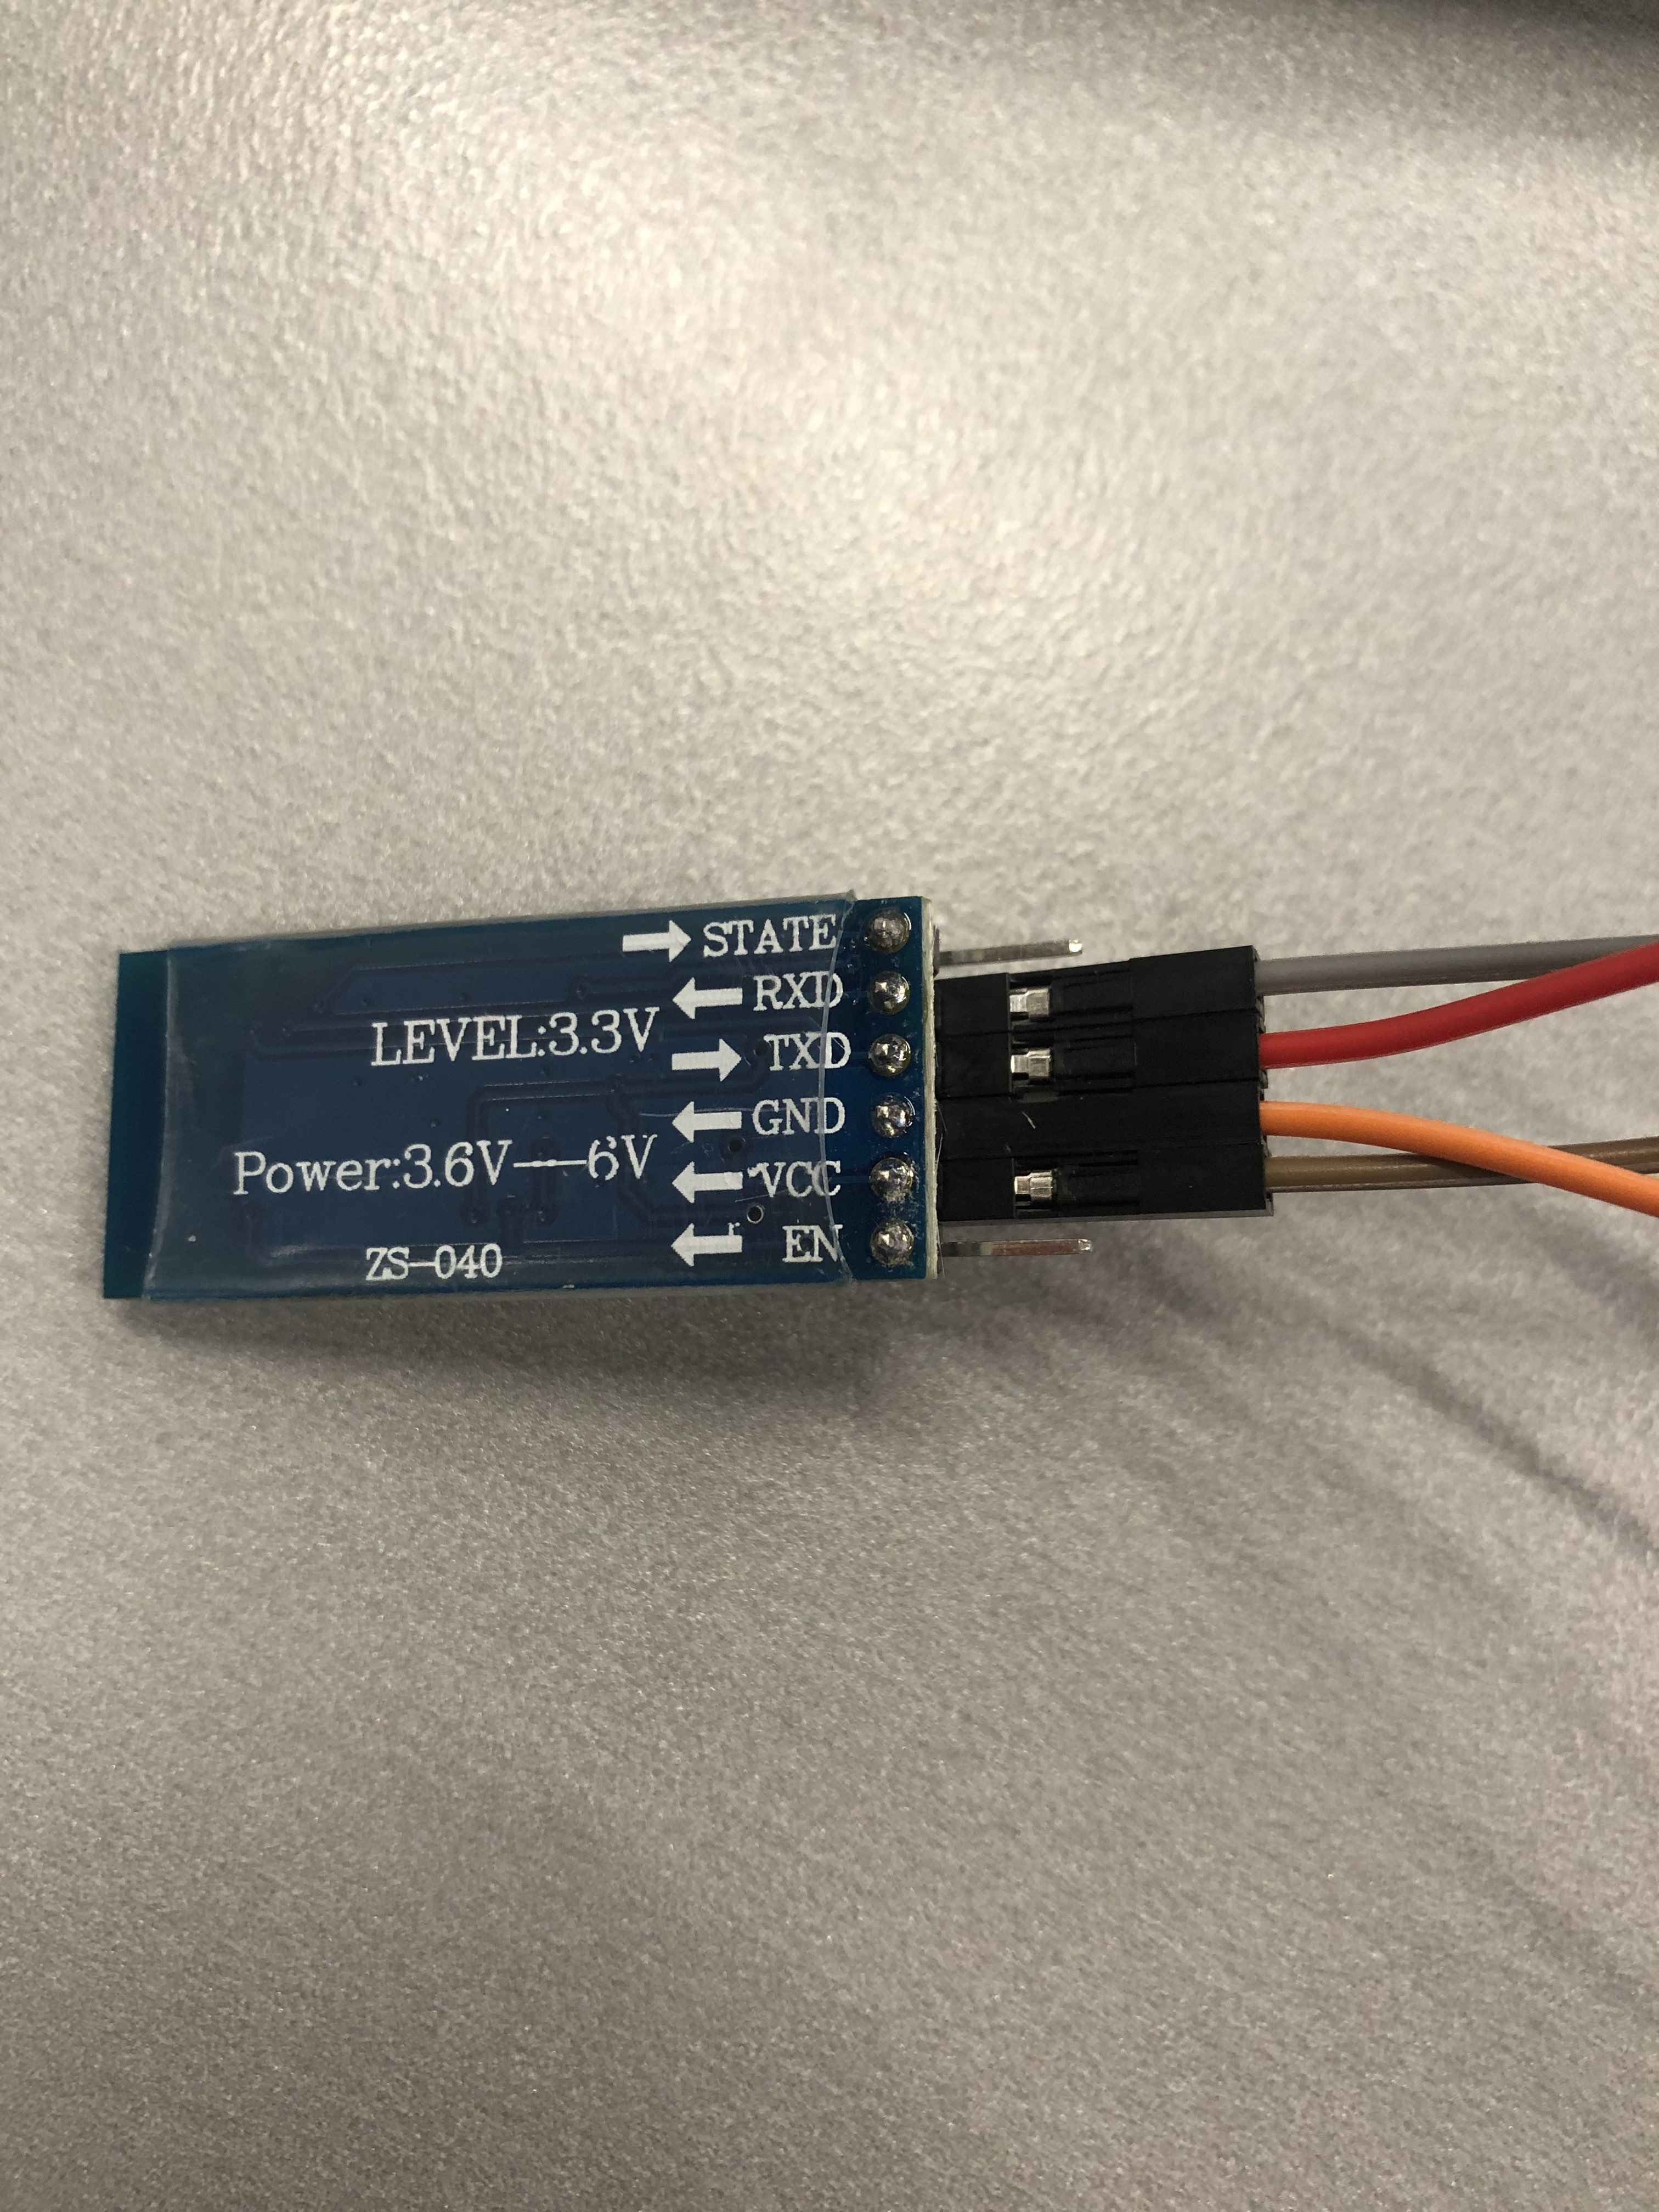 STATE
RXD
LEVEL:3.3V
TXD
GND
Power:3.6V—6V
VCC
EN
ZS-040